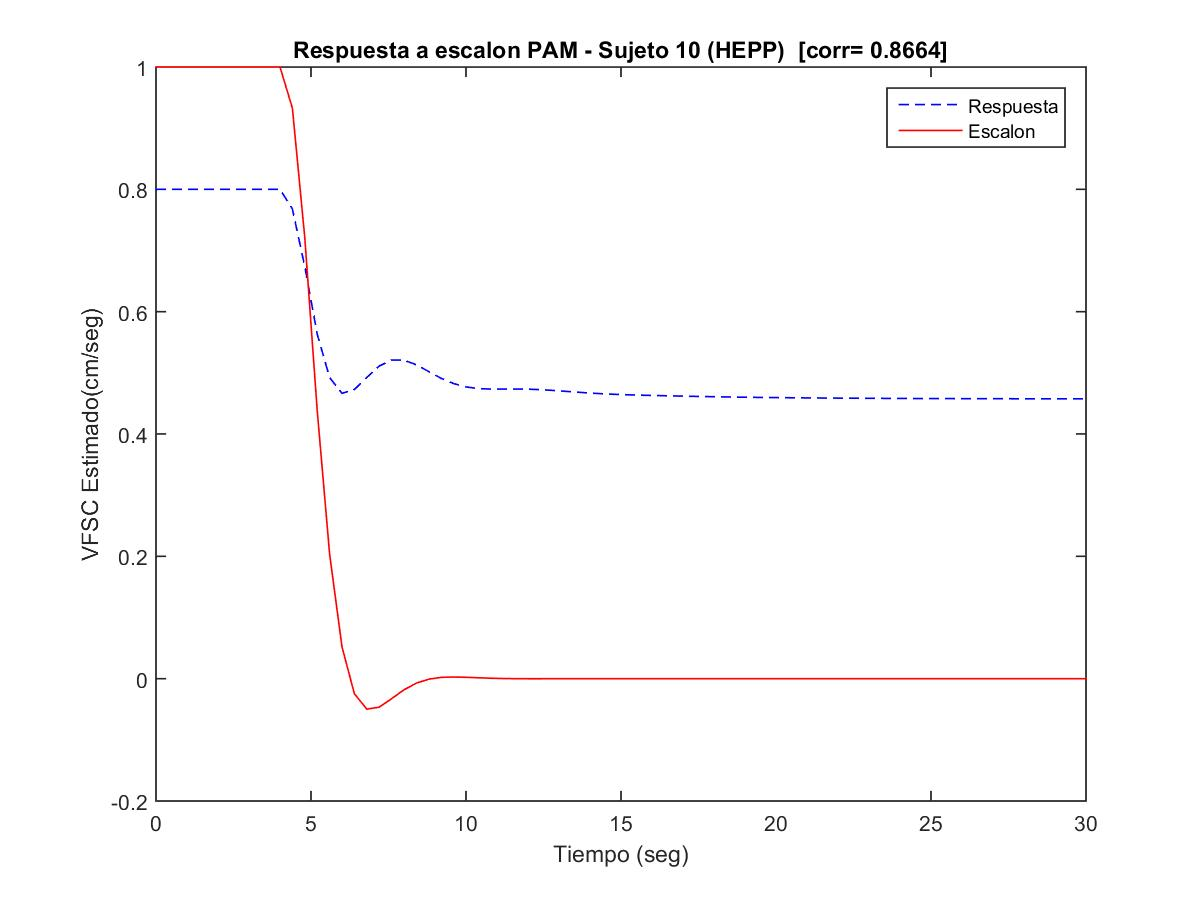 Respuesta a escalon PAM - Sujeto 10 (HEPP)  [corr= 0.8664]
1
0.8
0.6
0.4
0.2
0
-0.2
VFSC Estimado(cm/seg)
Respuesta
Escalon
0
5
10
15
20
25
30
Tiempo (seg)